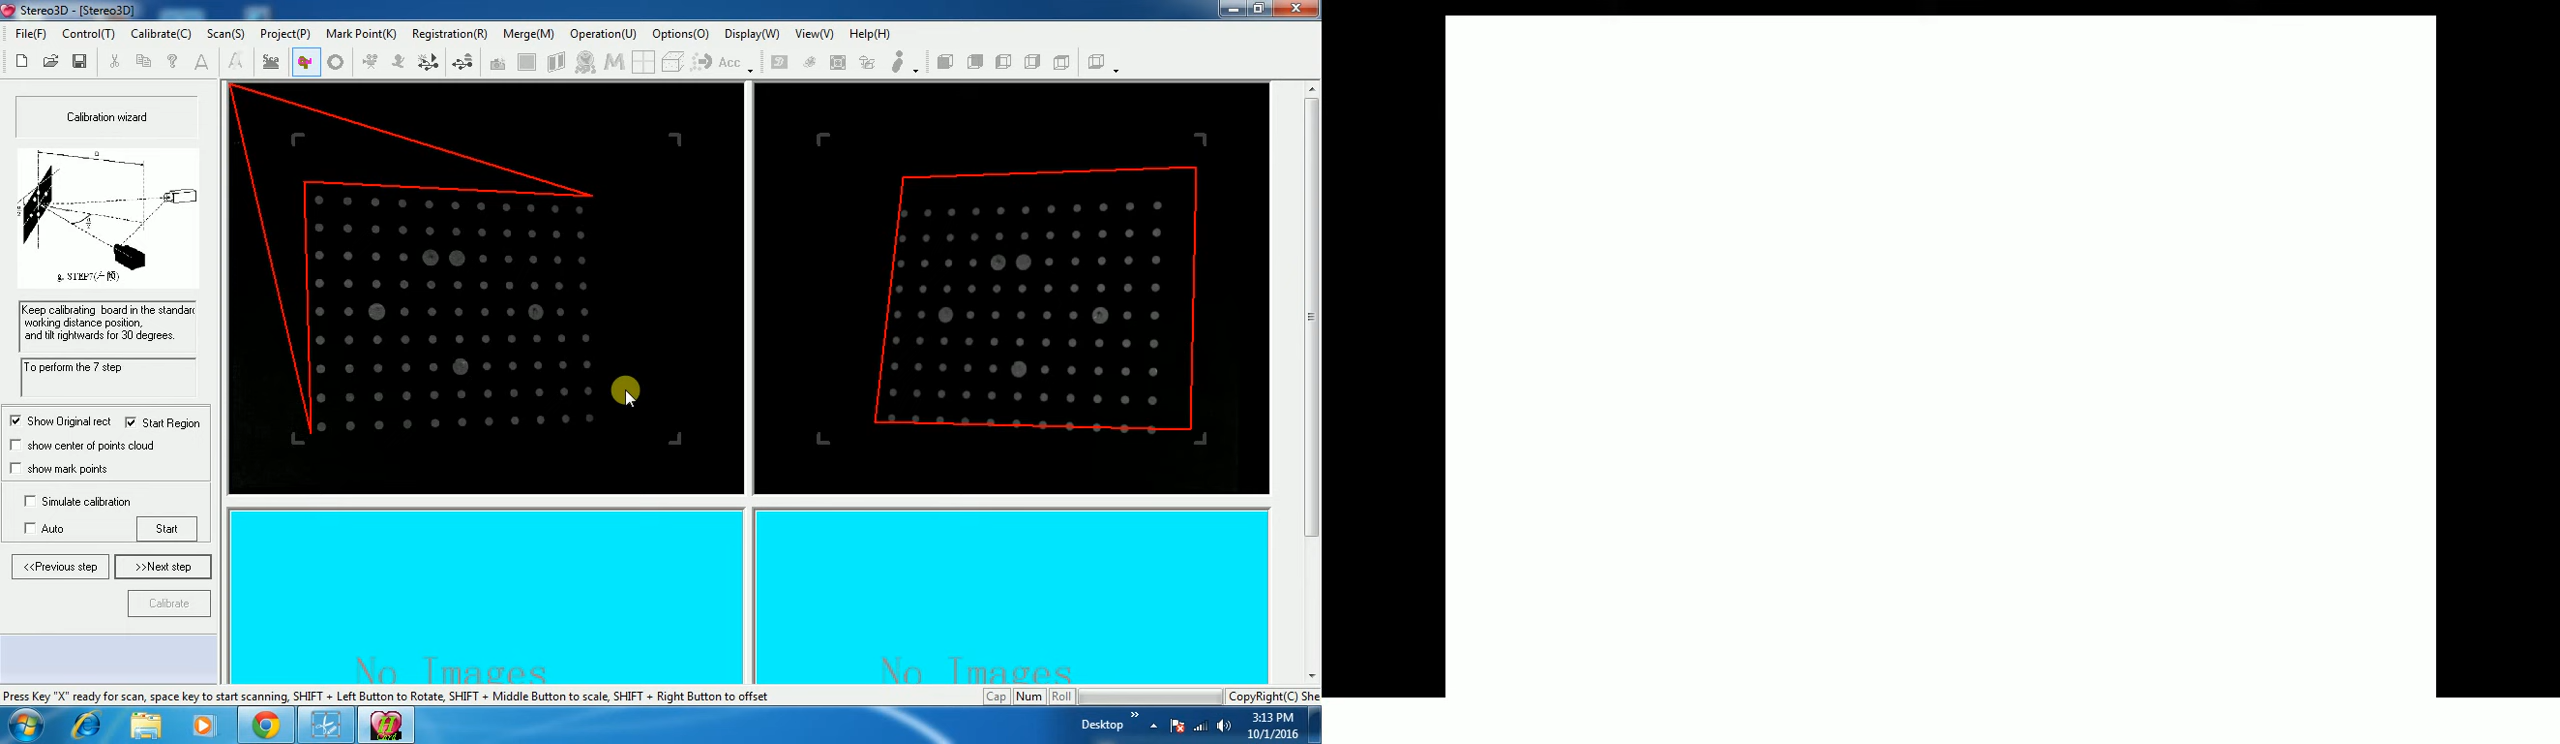 Stereo3D - [Stereo3D]
File(F) Control(T) Calibrate(C) Scan(S) Project(P) Mark Point(K) Registration(R) Merge(M) Operation(U) Options(O) Display(W) View(V) Help(H)
Sca Acc
Calibration wizard
g. STEP7
Keep calibrating board in the standard
working distance position,
and tilt rightwards for 30 degrees.
To perform the 7 step
Show Original rect Start Region
show center of points cloud
show mark points
Simulate calibration
Auto Start
<<Previous step >>Next step
Calibrate
No Images No Images
Press Key "X" ready for scan, space key to start scanning, SHIFT + Left Button to Rotate, SHIFT + Middle Button to scale, SHIFT + Right Button to offset Cap Num Roll CopyRight(C) She
Desktop 3:13 PM
10/1/2016